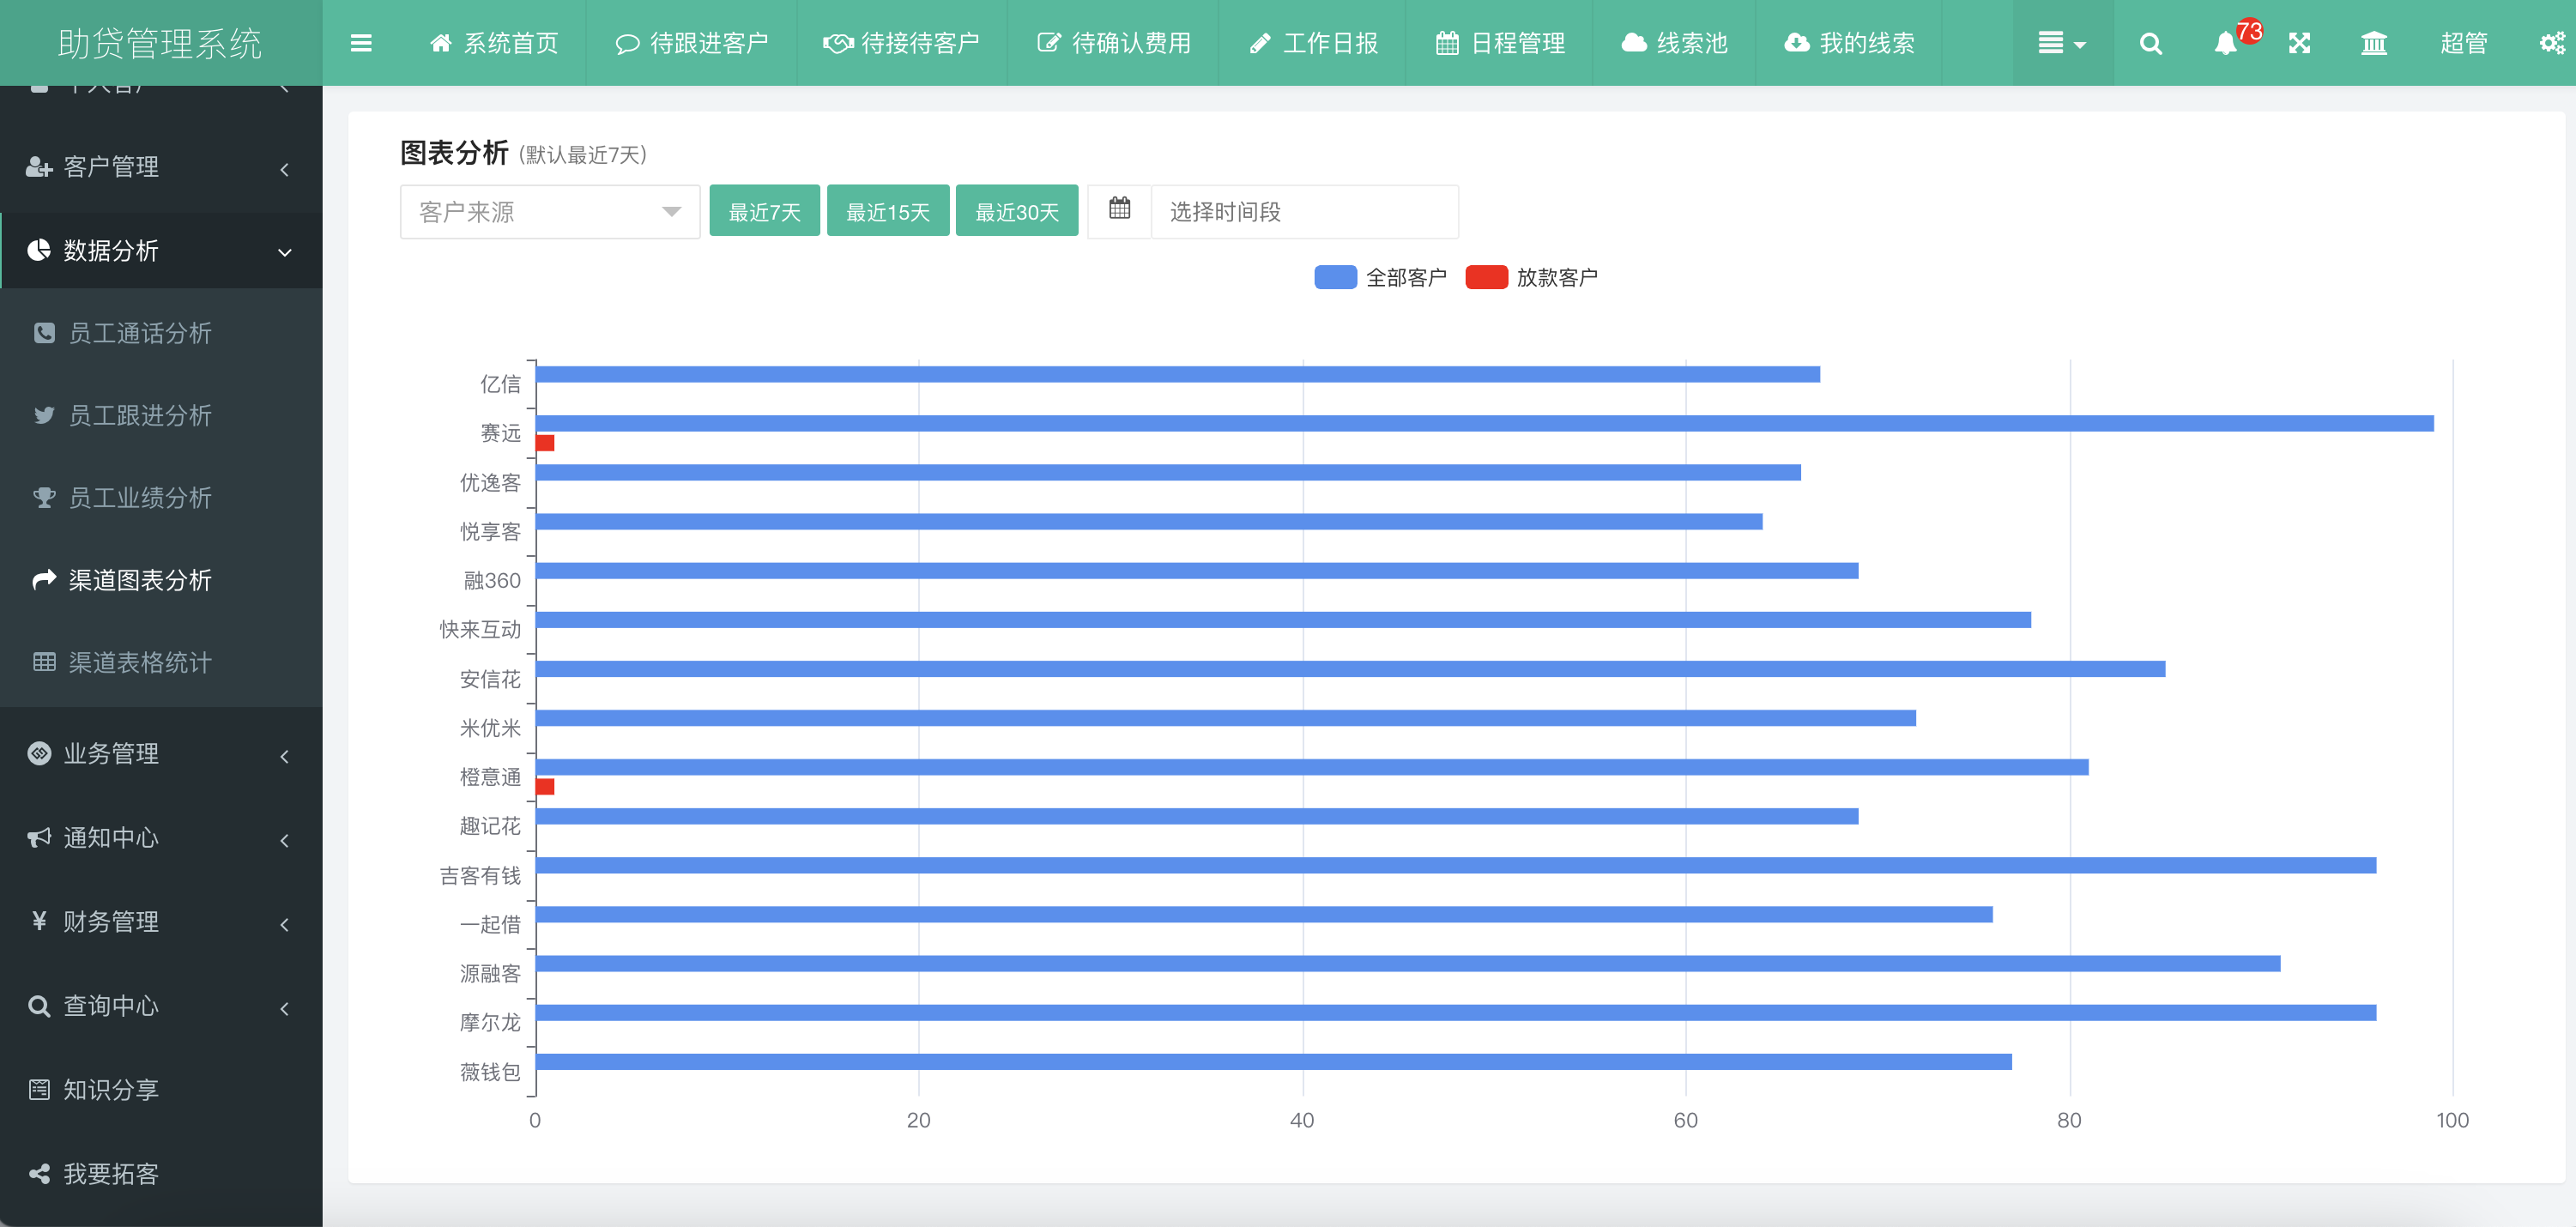 助贷管理系统
系统首页
待跟进客户
待接待客户
待确认费用
工作日报
日程管理
线索池
我的线索
73
超管
个人客户
客户管理
数据分析
员工通话分析
员工跟进分析
员工业绩分析
渠道图表分析
渠道表格统计
业务管理
通知中心
财务管理
查询中心
知识分享
我要拓客
图表分析 (默认最近7天)
客户来源
最近7天
最近15天
最近30天
选择时间段
全部客户
放款客户
亿信
赛远
优逸客
悦享客
融360
快来互动
安信花
米优米
橙意通
趣记花
吉客有钱
一起借
源融客
摩尔龙
薇钱包
0
20
40
60
80
100